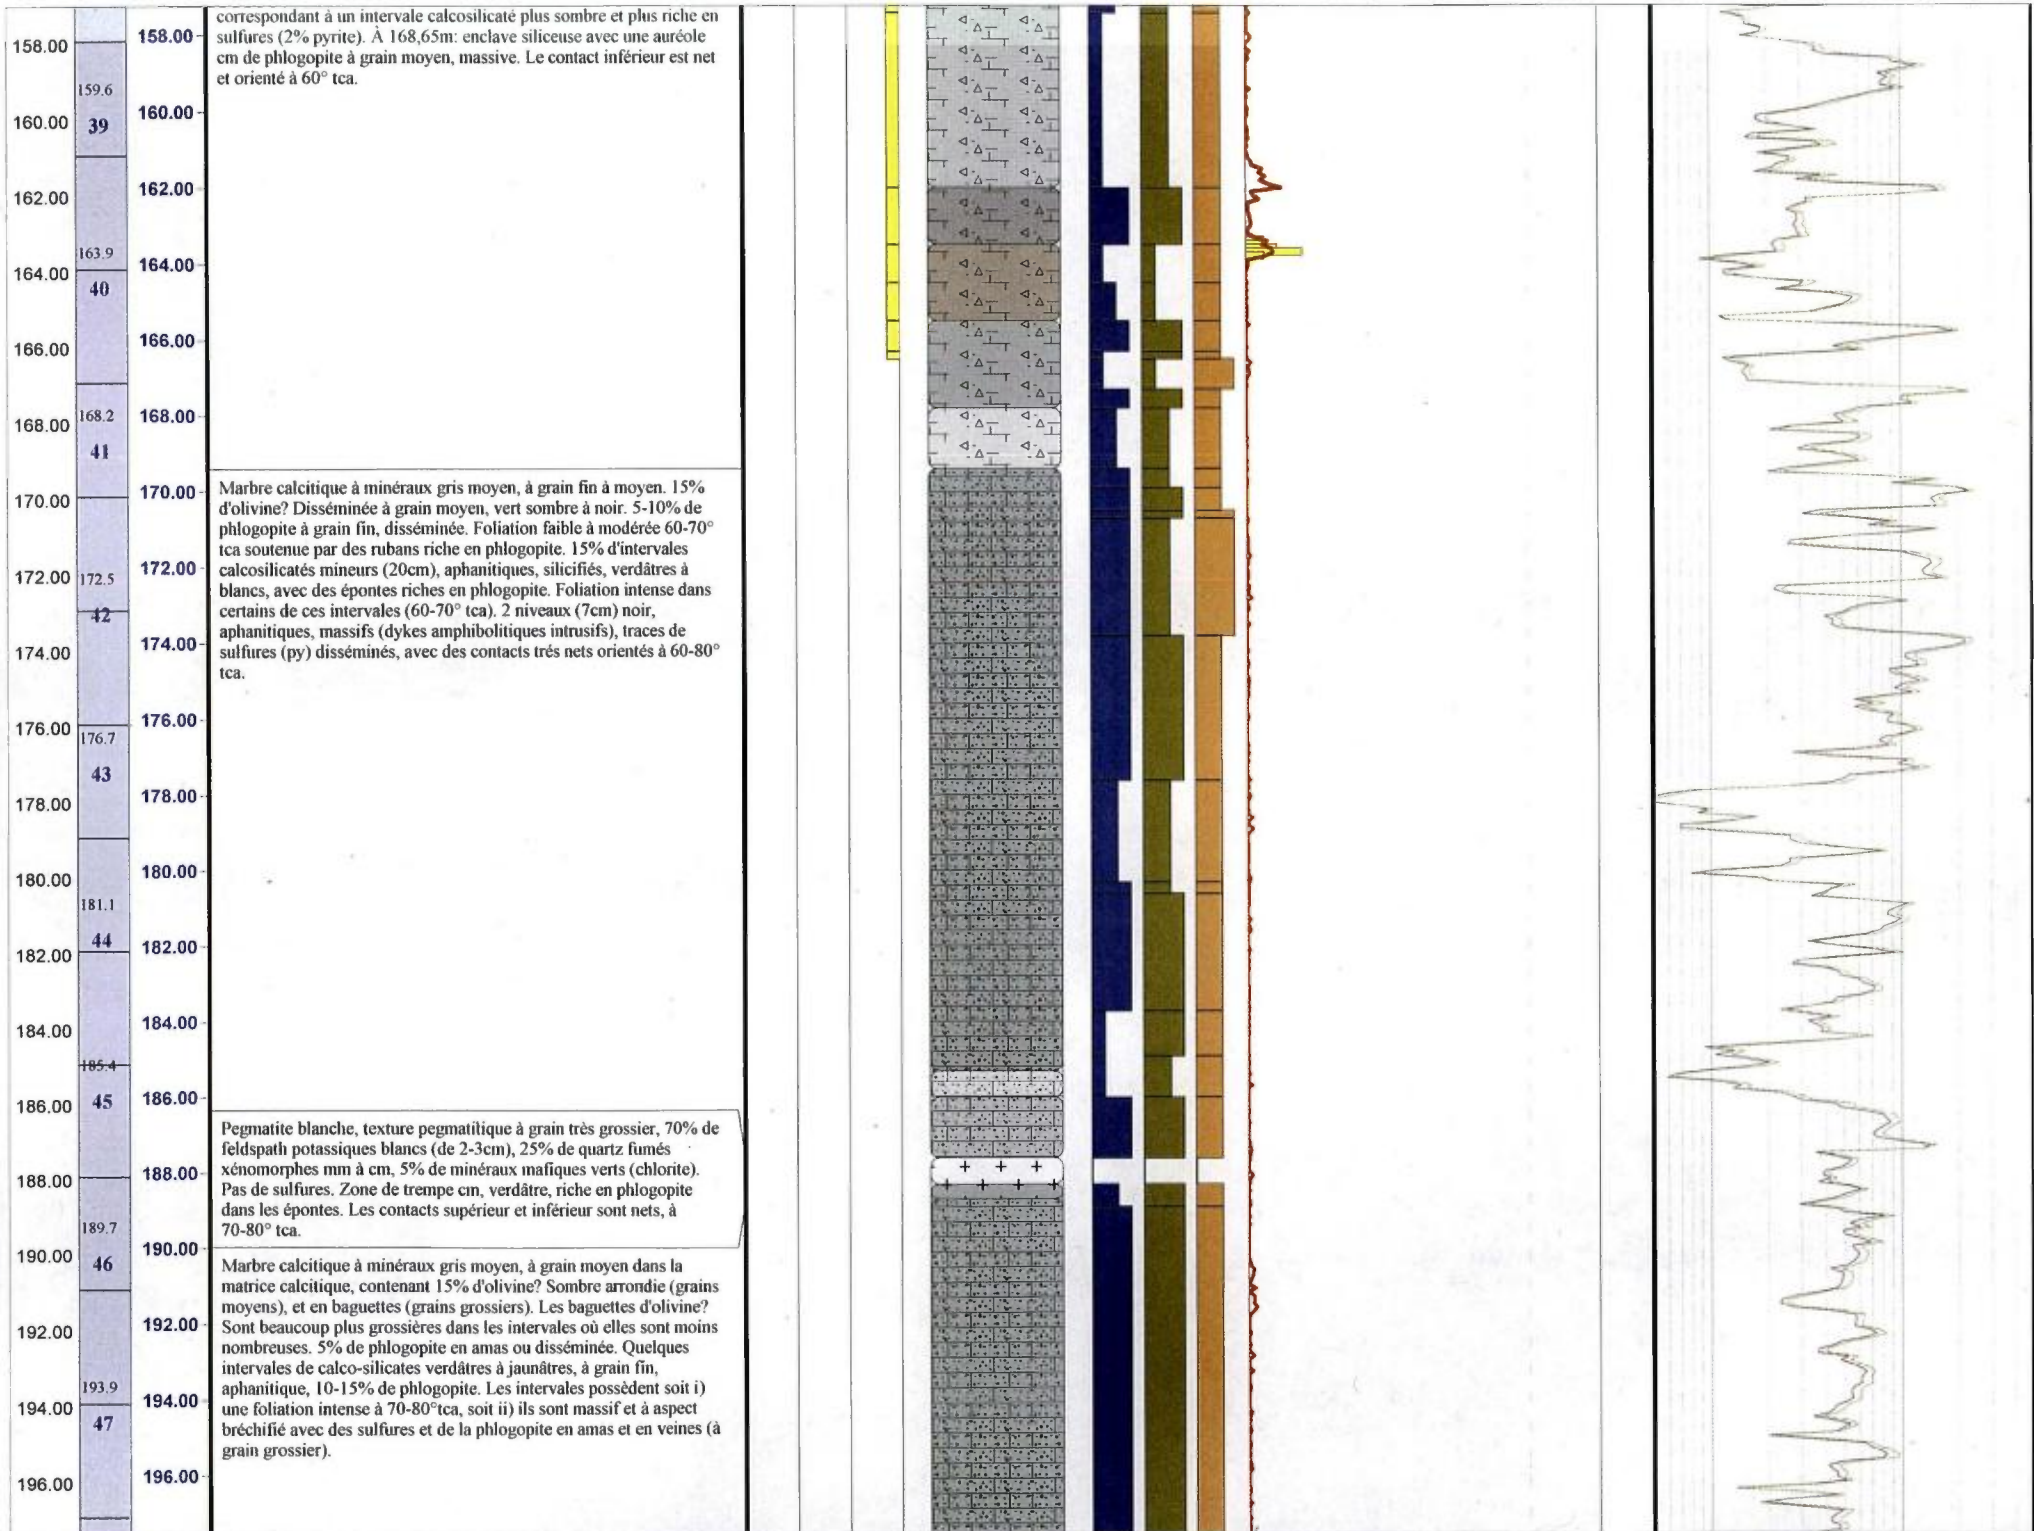 correspondant à un intervale calcosilicaté plus sombre et plus riche en
sulfures (2% pyrite). À 168,65m: enclave siliceuse avec une auréole
cm de phlogopite à grain moyen, massive. Le contact inférieur est net
et orienté à 60° tca.
Marbre calcitique à minéraux gris moyen, à grain fin à moyen. 15%
d'olivine? Disséminée à grain moyen, vert sombre à noir. 5-10% de
phlogopite à grain fin, disséminée. Foliation faible à modérée 60-70°
tca soutenue par des rubans riche en phlogopite. 15% d'intervales
calcosilicatés mineurs (20cm), aphanitiques, silicifiés, verdâtres à
blancs, avec des épontes riches en phlogopite. Foliation intense dans
certains de ces intervales (60-70° tca). 2 niveaux (7cm) noir,
aphanitiques, massifs (dykes amphibolitiques intrusifs), traces de
sulfures (py) disséminés, avec des contacts trés nets orientés à 60-80°
tca.
Pegmatite blanche, texture pegmatitique à grain très grossier, 70% de
feldspath potassiques blancs (de 2-3cm), 25% de quartz fumés
xénomorphes mm à cm, 5% de minéraux mafiques verts (chlorite).
Pas de sulfures. Zone de trempe cm, verdâtre, riche en phlogopite
dans les épontes. Les contacts supérieur et inférieur sont nets, à
70-80° tca.
Marbre calcitique à minéraux gris moyen, à grain moyen dans la
matrice calcitique, contenant 15% d'olivine? Sombre arrondie (grains
moyens), et en baguettes (grains grossiers). Les baguettes d'olivine?
Sont beaucoup plus grossières dans les intervales où elles sont moins
nombreuses. 5% de phlogopite en amas ou disséminée. Quelques
intervales de calco-silicates verdâtres à jaunâtres, à grain fin,
aphanitique, 10-15% de phlogopite. Les intervales possèdent soit i)
une foliation intense à 70-80°tca, soit ii) ils sont massif et à aspect
bréchifié avec des sulfures et de la phlogopite en amas et en veines (à
grain grossier).
158.00
160.00
162.00
164.00
166.00
168.00
170.00
172.00
174.00
176.00
178.00
180.00
182.00
184.00
186.00
188.00
190.00
192.00
194.00
196.00
159.6
39
163.9
40
168.2
41
172.5
42
176.7
43
181.1
44
185.4
45
189.7
46
193.9
47
158.00
160.00
162.00
164.00
166.00
168.00
170.00
172.00
174.00
176.00
178.00
180.00
182.00
184.00
186.00
188.00
190.00
192.00
194.00
196.00